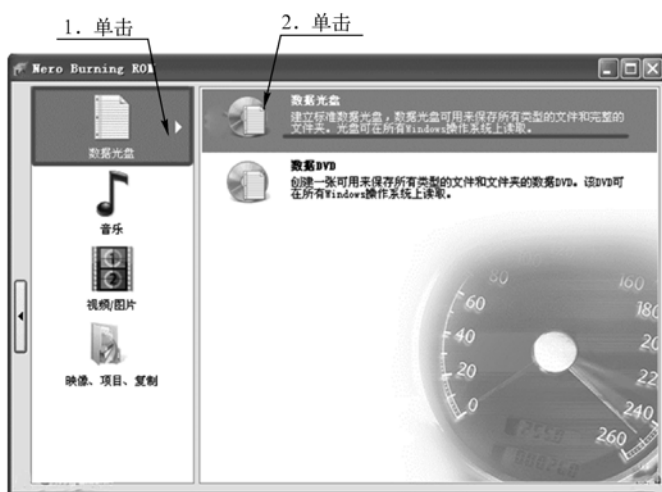 1. 单击
2. 单击
Nero Burning ROM
数据光盘
音乐
视频/图片
映像、项目、复制
数据光盘
建立标准数据光盘，数据光盘可用来保存所有类型的文件和完整的
文件夹。光盘可在所有Windows操作系统上读取。
数据DVD
创建一张可用来保存所有类型的文件和文件夹的数据DVD。该DVD可
在所有Windows操作系统上读取。
80
160
60
180
40
20
0
240
260